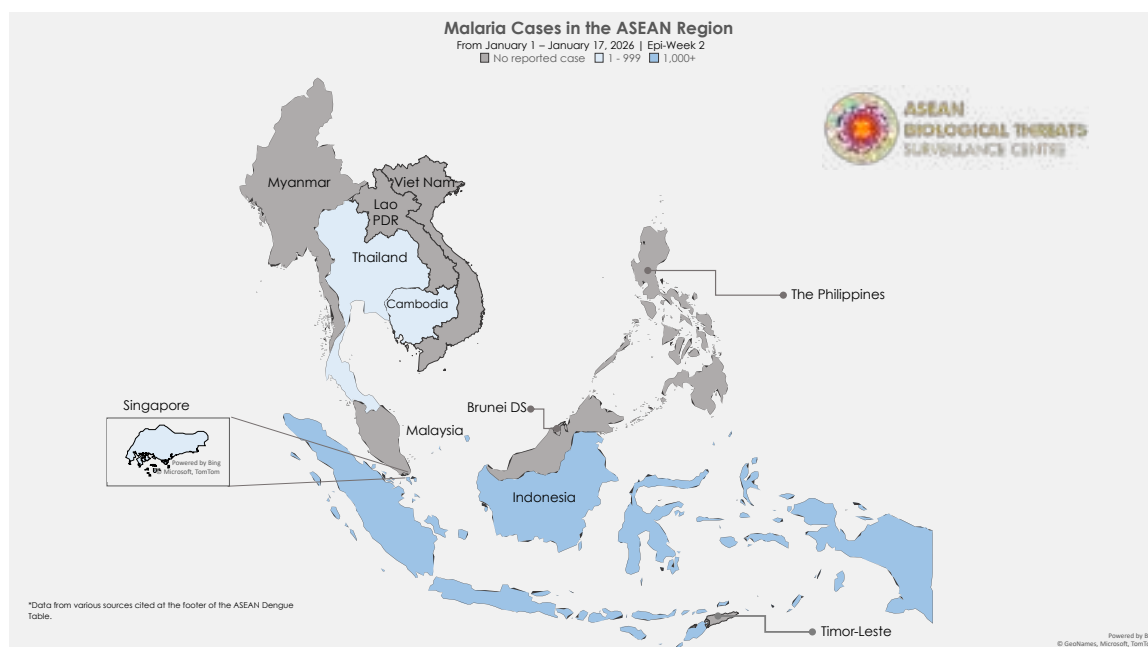 Malaria Cases in the ASEAN Region
From January 1 – January 17, 2026 | Epi-Week 2
No reported case 1 - 999 1,000+
ASEAN
BIOLOGICAL THREATS
SURVEILLANCE CENTRE
Myanmar
Viet Nam
Lao
PDR
Thailand
Cambodia
The Philippines
Singapore
Brunei DS
Malaysia
Powered by Bing
© Microsoft, TomTom
Indonesia
*Data from various sources cited at the footer of the ASEAN Dengue
Table.
Timor-Leste
Powered by B
© GeoNames, Microsoft, TomT